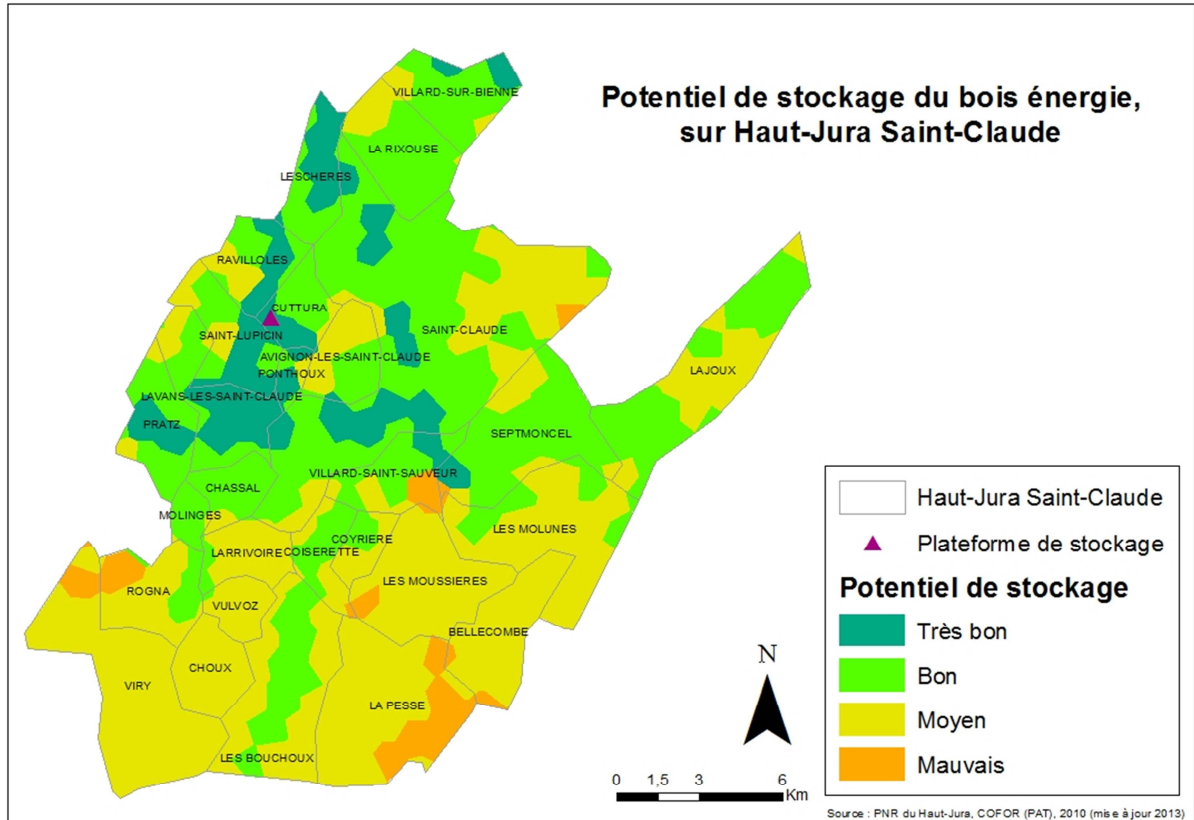 Potentiel de stockage du bois énergie,
sur Haut-Jura Saint-Claude
VILLARD-SUR-BIENNE
LA RIXOUSE
LESCHERES
RAVILLOLES
CUTTURA
SAINT-LUPICIN
SAINT-CLAUDE
AVIGNON-LES-SAINT-CLAUDE
PONTHOUX
LAJOUX
LAVANS-LES-SAINT-CLAUDE
PRATZ
SEPTMONCEL
VILLARD-SAINT-SAUVEUR
CHASSAL
MOLINGES
LES MOLUNES
COYRIERE
LARRIVOIRE
COISERETTE
LES MOUSSIERES
ROGNA
VULVOZ
BELLECOMBE
CHOUX
VIRY
LA PESSE
LES BOUCHOUX
Haut-Jura Saint-Claude
Plateforme de stockage
Potentiel de stockage
Très bon
Bon
Moyen
Mauvais
N
0 1,5 3 6
Km
Source : PNR du Haut-Jura, COFOR (PAT), 2010 (mise à jour 2013)